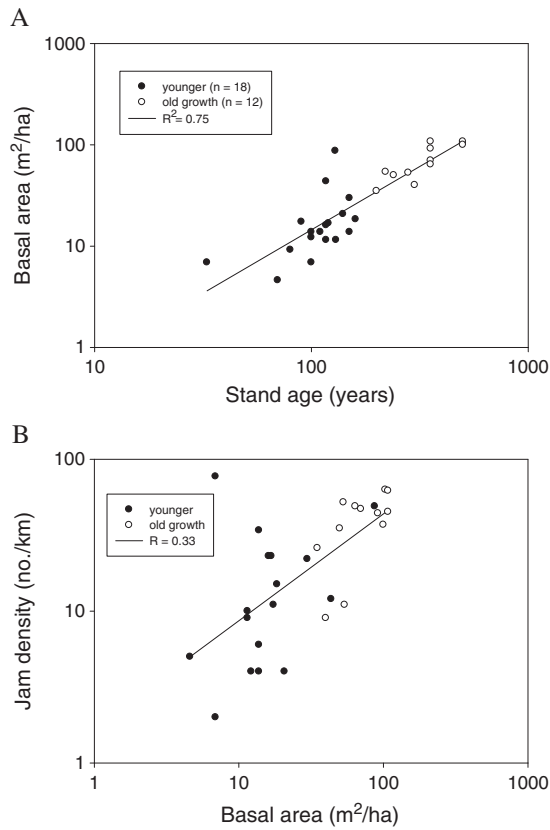 A
1000
100
10
1
Basal area (m²/ha)
younger (n = 18)
old growth (n = 12)
R² = 0.75
10
100
1000
Stand age (years)
B
100
10
1
Jam density (no./km)
younger
old growth
R = 0.33
1
10
100
1000
Basal area (m²/ha)